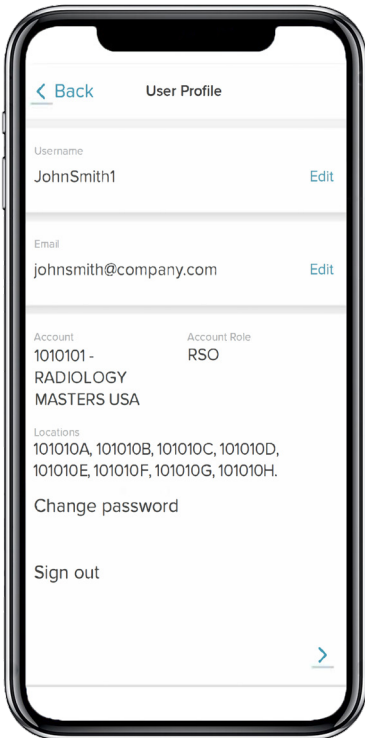 Back
User Profile
Username
JohnSmith1
Edit
Email
johnsmith@company.com
Edit
Account
1010101 -
RADIOLOGY
MASTERS USA
Account Role
RSO
Locations
101010A, 101010B, 101010C, 101010D,
101010E, 101010F, 101010G, 101010H.
Change password
Sign out